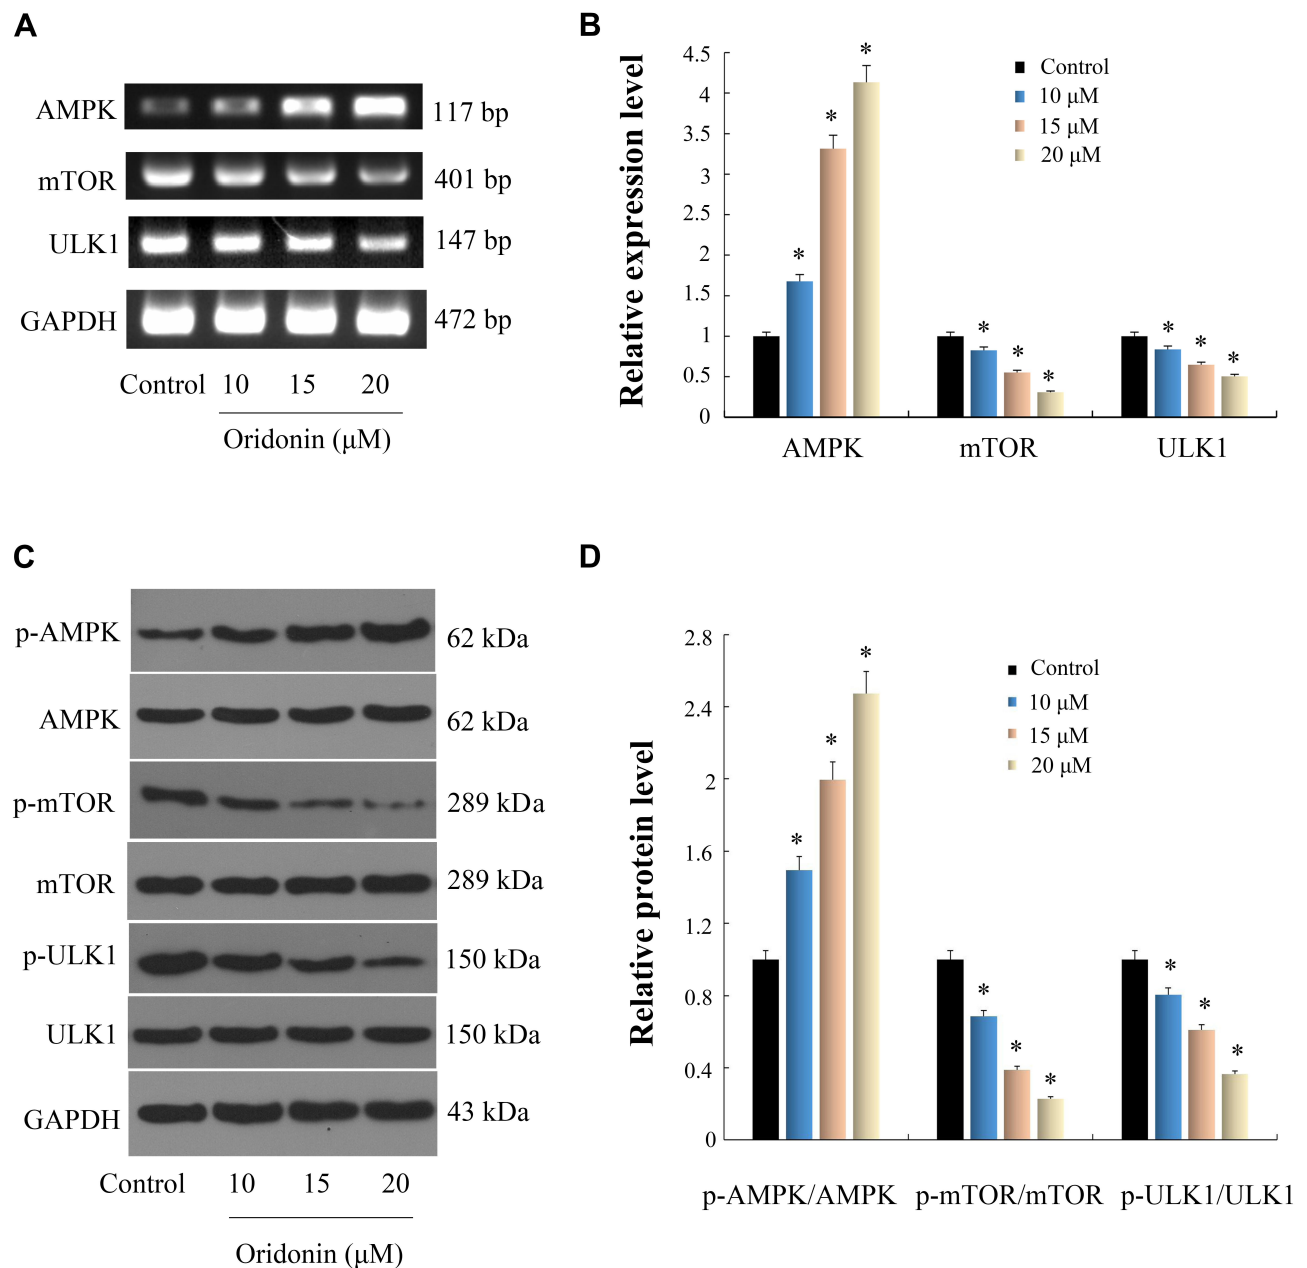 A
AMPK 117 bp
mTOR 401 bp
ULK1 147 bp
GAPDH 472 bp
Control 10 15 20
Oridonin (μM)
B
Relative expression level
4.5
4
3.5
3
2.5
2
1.5
1
0.5
0
* * * *
* * *
* *
Control
10 μM
15 μM
20 μM
AMPK mTOR ULK1
C
p-AMPK 62 kDa
AMPK 62 kDa
p-mTOR 289 kDa
mTOR 289 kDa
p-ULK1 150 kDa
ULK1 150 kDa
GAPDH 43 kDa
Control 10 15 20
Oridonin (μM)
D
Relative protein level
2.8
2.4
2
1.6
1.2
0.8
0.4
0
* * *
* * *
* * *
Control
10 μM
15 μM
20 μM
p-AMPK/AMPK p-mTOR/mTOR p-ULK1/ULK1